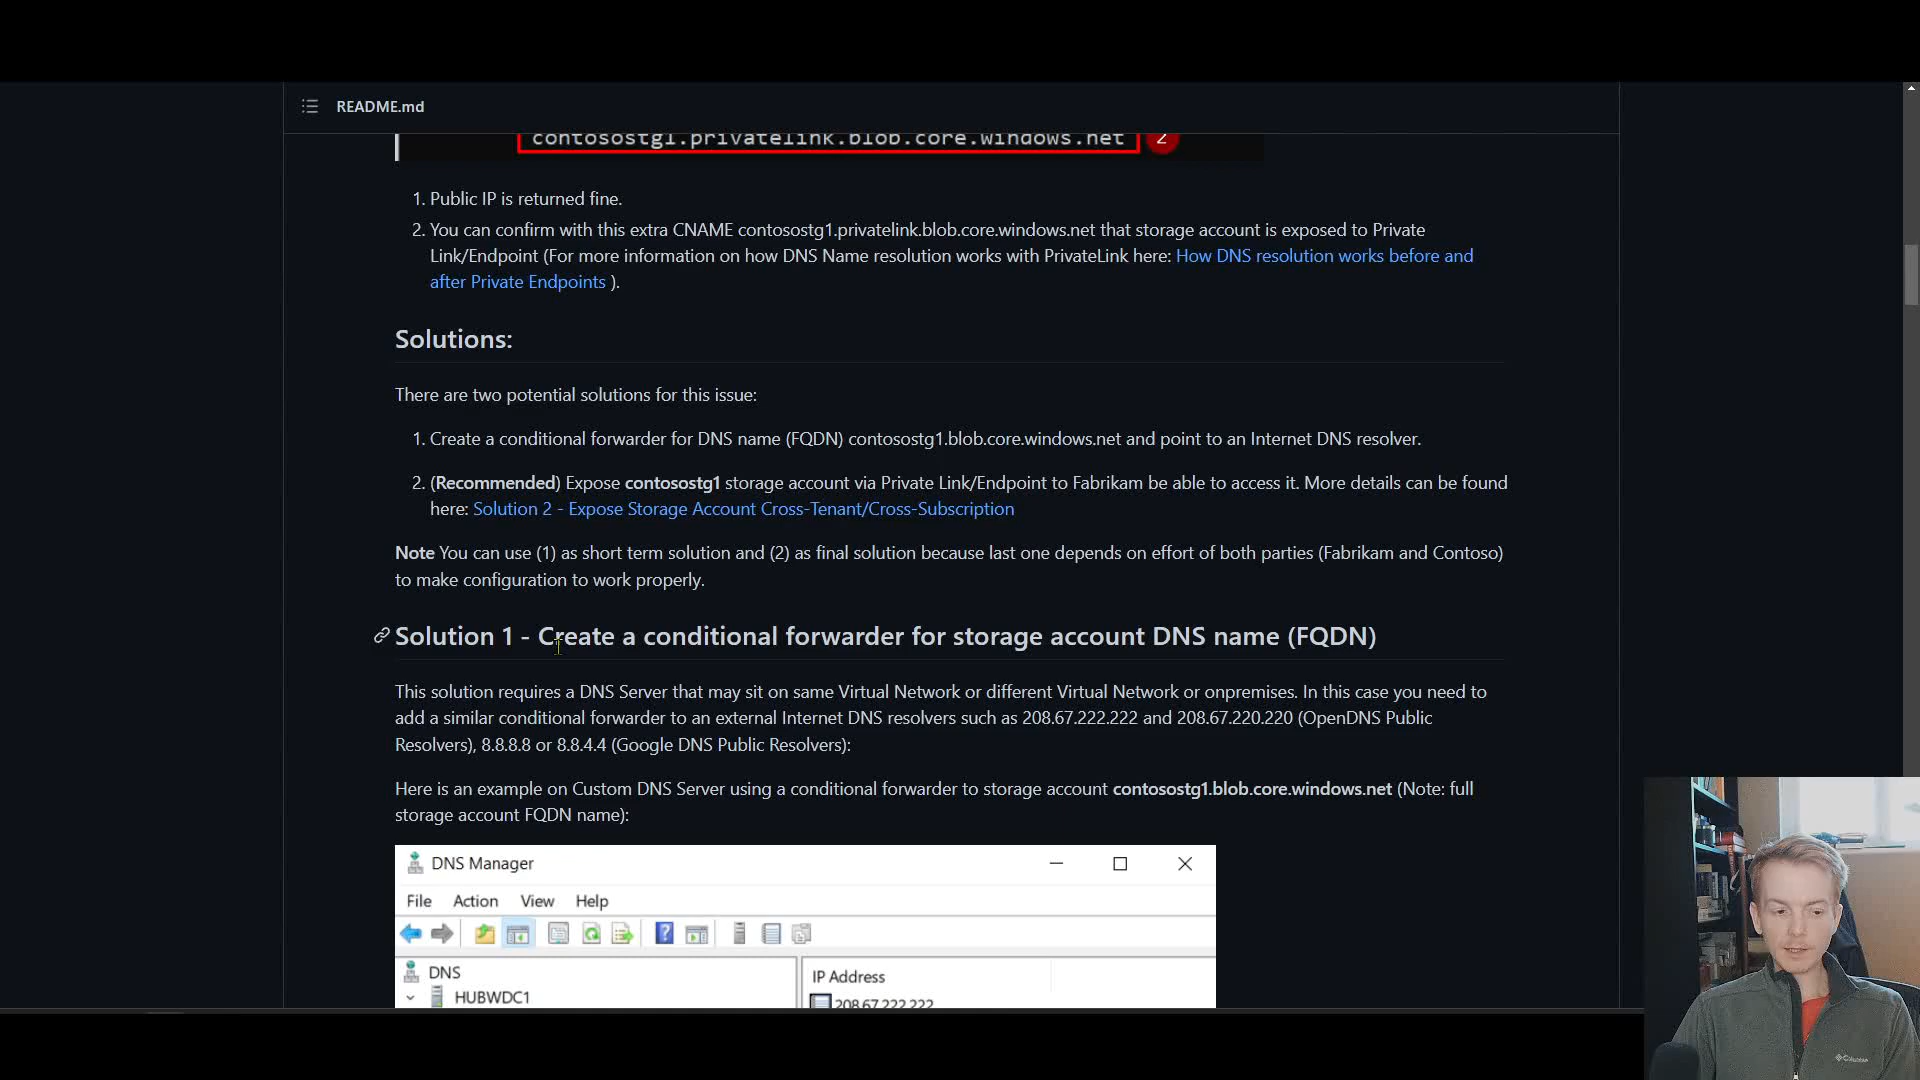 README.md
contosostg1.privatelink.blob.core.windows.net 2
1. Public IP is returned fine.
2. You can confirm with this extra CNAME contosostg1.privatelink.blob.core.windows.net that storage account is exposed to Private
Link/Endpoint (For more information on how DNS Name resolution works with PrivateLink here: How DNS resolution works before and
after Private Endpoints ).
Solutions:
There are two potential solutions for this issue:
1. Create a conditional forwarder for DNS name (FQDN) contosostg1.blob.core.windows.net and point to an Internet DNS resolver.
2. (Recommended) Expose contosostg1 storage account via Private Link/Endpoint to Fabrikam be able to access it. More details can be found
here: Solution 2 - Expose Storage Account Cross-Tenant/Cross-Subscription
Note You can use (1) as short term solution and (2) as final solution because last one depends on effort of both parties (Fabrikam and Contoso)
to make configuration to work properly.
Solution 1 - Create a conditional forwarder for storage account DNS name (FQDN)
This solution requires a DNS Server that may sit on same Virtual Network or different Virtual Network or onpremises. In this case you need to
add a similar conditional forwarder to an external Internet DNS resolvers such as 208.67.222.222 and 208.67.220.220 (OpenDNS Public
Resolvers), 8.8.8.8 or 8.8.4.4 (Google DNS Public Resolvers):
Here is an example on Custom DNS Server using a conditional forwarder to storage account contosostg1.blob.core.windows.net (Note: full
storage account FQDN name):
DNS Manager
File Action View Help
DNS
HUBWDC1
IP Address
208.67.222.222
Columbia